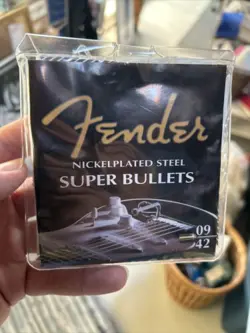 Fender
NICKELPLATED STEEL
SUPER BULLETS
09
42